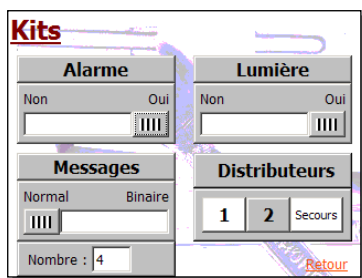 Kits
Alarme
Non Oui
Lumière
Non Oui
Messages
Normal Binaire
Nombre : 4
Distributeurs
1 2 Secours
Retour